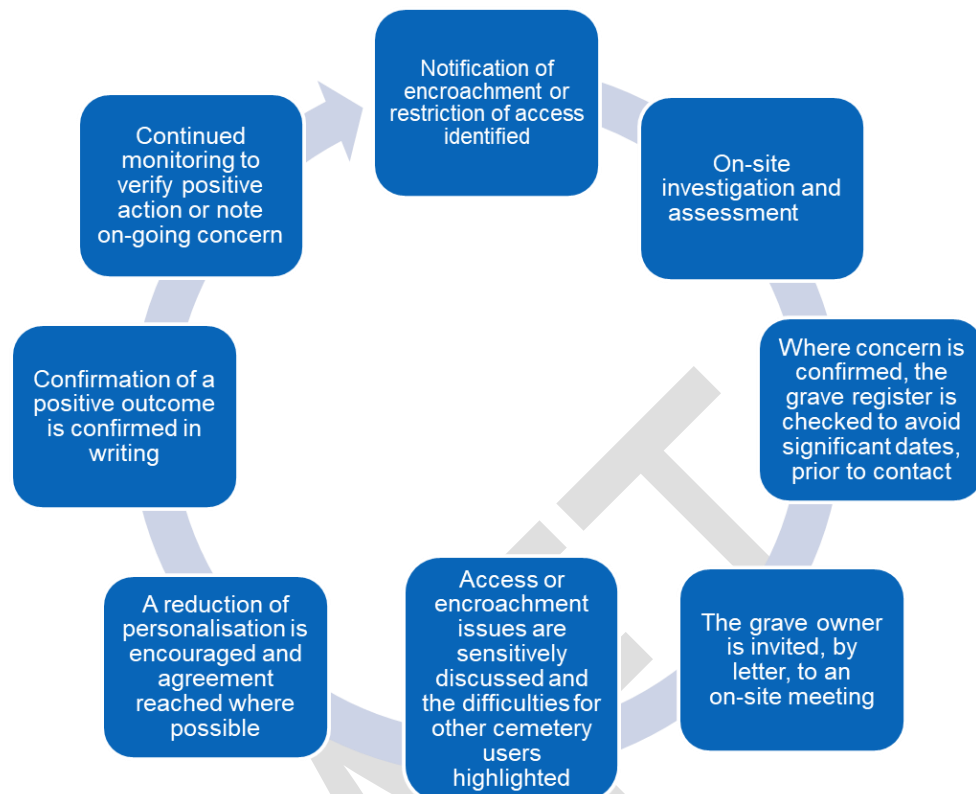 Notification of
encroachment or
restriction of access
identified
On-site
investigation and
assessment
Where concern is
confirmed, the
grave register is
checked to avoid
significant dates,
prior to contact
The grave owner
is invited, by
letter, to an
on-site meeting
Access or
encroachment
issues are
sensitively
discussed and
the difficulties for
other cemetery
users
highlighted
A reduction of
personalisation is
encouraged and
agreement
reached where
possible
Confirmation of a
positive outcome
is confirmed in
writing
Continued
monitoring to
verify positive
action or note
on-going concern